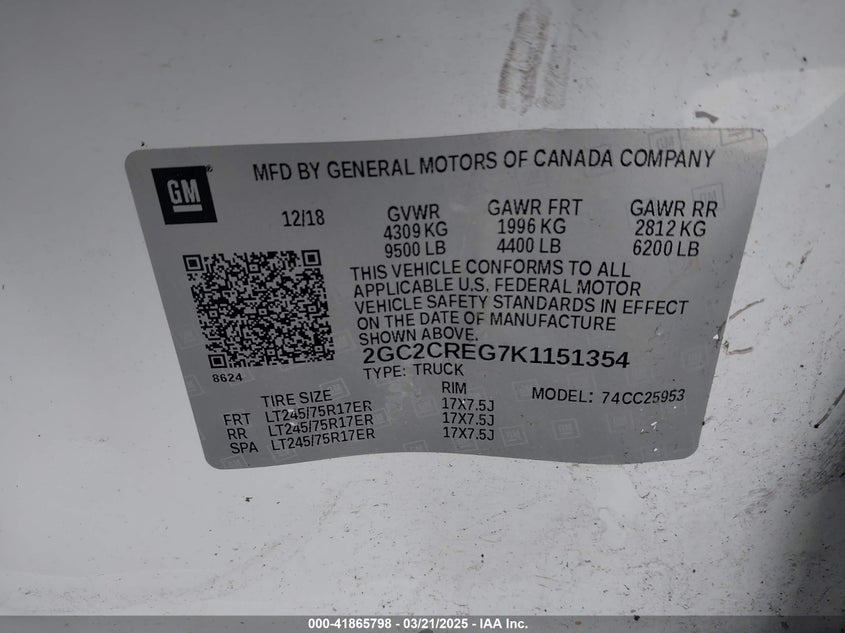 GM
MFD BY GENERAL MOTORS OF CANADA COMPANY
12/18
GVWR
4309 KG
9500 LB
GAWR FRT
1996 KG
4400 LB
GAWR RR
2812 KG
6200 LB
THIS VEHICLE CONFORMS TO ALL
APPLICABLE U.S. FEDERAL MOTOR
VEHICLE SAFETY STANDARDS IN EFFECT
ON THE DATE OF MANUFACTURE
SHOWN ABOVE.
2GC2CREG7K1151354
8624
TYPE: TRUCK
TIRE SIZE RIM
MODEL: 74CC25953
FRT LT245/75R17ER 17X7.5J
RR LT245/75R17ER 17X7.5J
SPA LT245/75R17ER 17X7.5J
000-41865798 - 03/21/2025 - IAA Inc.